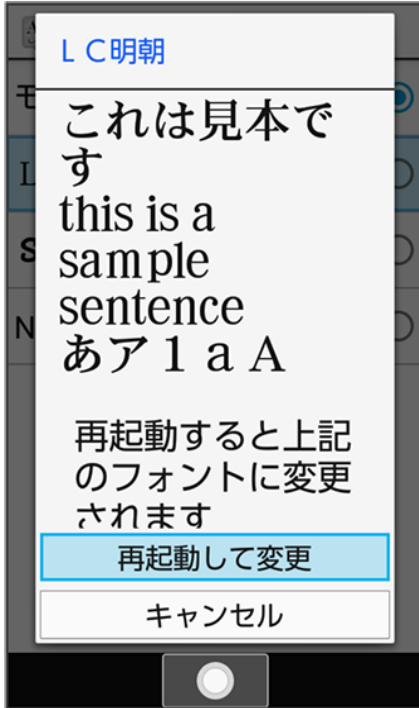 ＬＣ明朝
これは見本で
す
this is a
sample
sentence
あア１ａＡ
再起動すると上記
のフォントに変更
されます
再起動して変更
キャンセル